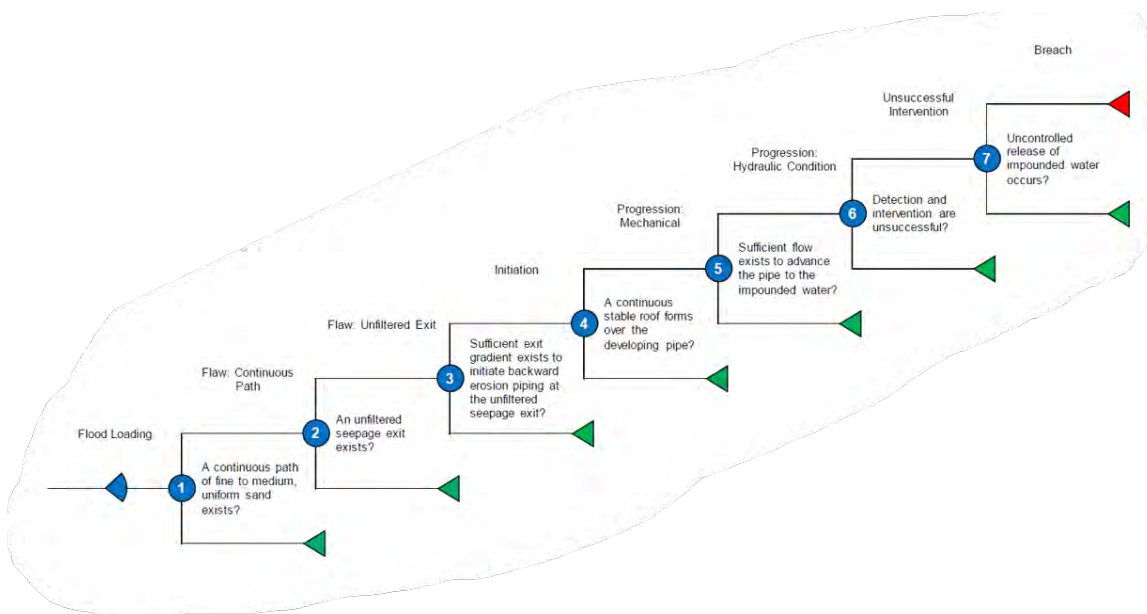 Breach
Unsuccessful
Intervention
7
Uncontrolled
release of
impounded water
occurs?
Progression:
Hydraulic Condition
6
Detection and
intervention are
unsuccessful?
Progression:
Mechanical
5
Sufficient flow
exists to advance
the pipe to the
impounded water?
Initiation
4
A continuous
stable roof forms
over the
developing pipe?
Flaw: Unfiltered Exit
3
Sufficient exit
gradient exists to
initiate backward
erosion piping at
the unfiltered
seepage exit?
Flaw: Continuous
Path
2
An unfiltered
seepage exit
exists?
Flood Loading
1
A continuous path
of fine to medium,
uniform sand
exists?